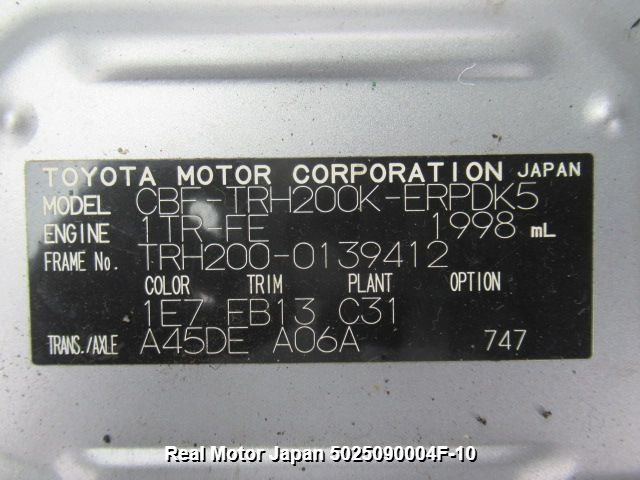 TOYOTA MOTOR CORPORATION JAPAN
MODEL CBF-TRH200K-ERPDK5
ENGINE 1TR-FE 1998 mL
FRAME No. TRH200-0139412
COLOR TRIM PLANT OPTION
1E7 FB13 C31
TRANS./AXLE A45DE A06A 747
Real Motor Japan 5025090004F-10